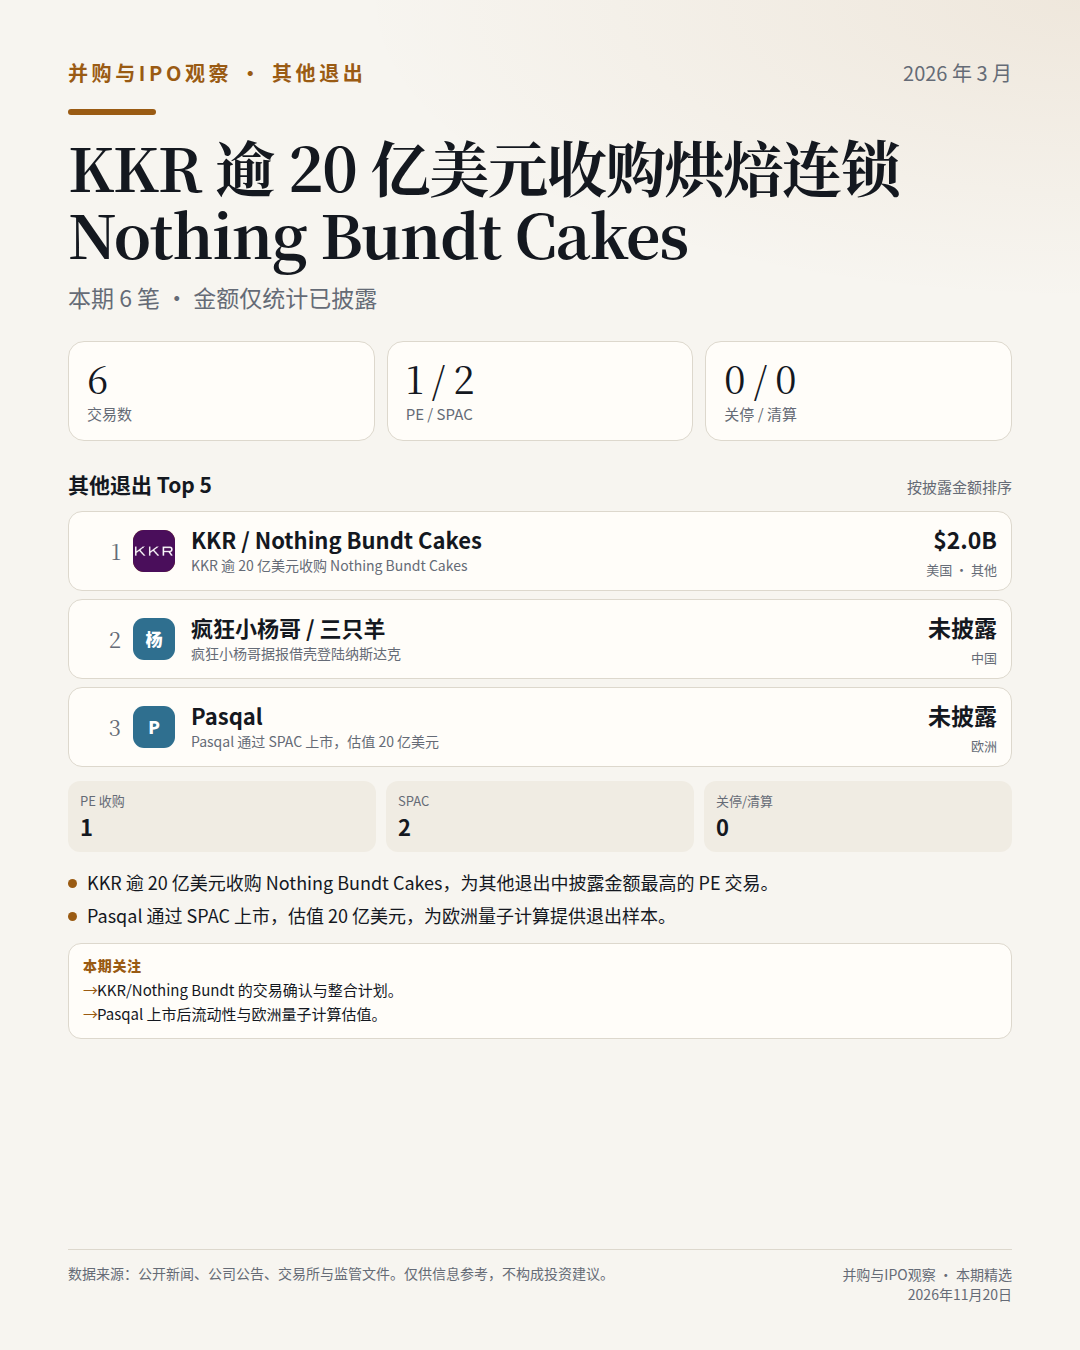 并购与IPO观察 · 其他退出
2026 年 3 月
KKR 逾 20 亿美元收购烘焙连锁
Nothing Bundt Cakes
本期 6 笔 · 金额仅统计已披露
6
交易数
1 / 2
PE / SPAC
0 / 0
关停 / 清算
其他退出 Top 5
按披露金额排序
1
KKR
KKR / Nothing Bundt Cakes
KKR 逾 20 亿美元收购 Nothing Bundt Cakes
$2.0B
美国 · 其他
2
杨
疯狂小杨哥 / 三只羊
疯狂小杨哥据报借壳登陆纳斯达克
未披露
中国
3
P
Pasqal
Pasqal 通过 SPAC 上市，估值 20 亿美元
未披露
欧洲
PE 收购
1
SPAC
2
关停/清算
0
KKR 逾 20 亿美元收购 Nothing Bundt Cakes，为其他退出中披露金额最高的 PE 交易。
Pasqal 通过 SPAC 上市，估值 20 亿美元，为欧洲量子计算提供退出样本。
本期关注
→KKR/Nothing Bundt 的交易确认与整合计划。
→Pasqal 上市后流动性与欧洲量子计算估值。
数据来源：公开新闻、公司公告、交易所与监管文件。仅供信息参考，不构成投资建议。
并购与IPO观察 · 本期精选
2026年11月20日